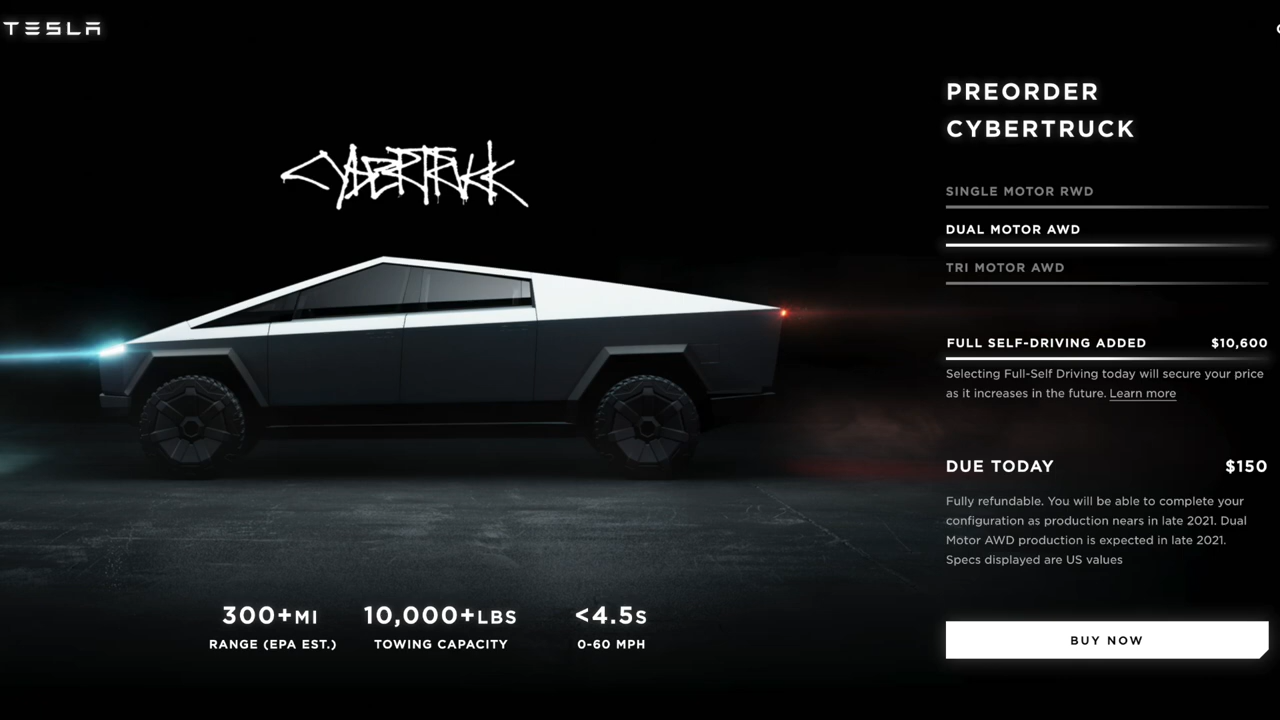 TESLA
CYBERTRUCK
300+MI
RANGE (EPA EST.)
10,000+LBS
TOWING CAPACITY
<4.5S
0-60 MPH
PREORDER
CYBERTRUCK
SINGLE MOTOR RWD
DUAL MOTOR AWD
TRI MOTOR AWD
FULL SELF-DRIVING ADDED $10,600
Selecting Full-Self Driving today will secure your price
as it increases in the future. Learn more
DUE TODAY $150
Fully refundable. You will be able to complete your
configuration as production nears in late 2021. Dual
Motor AWD production is expected in late 2021.
Specs displayed are US values
BUY NOW